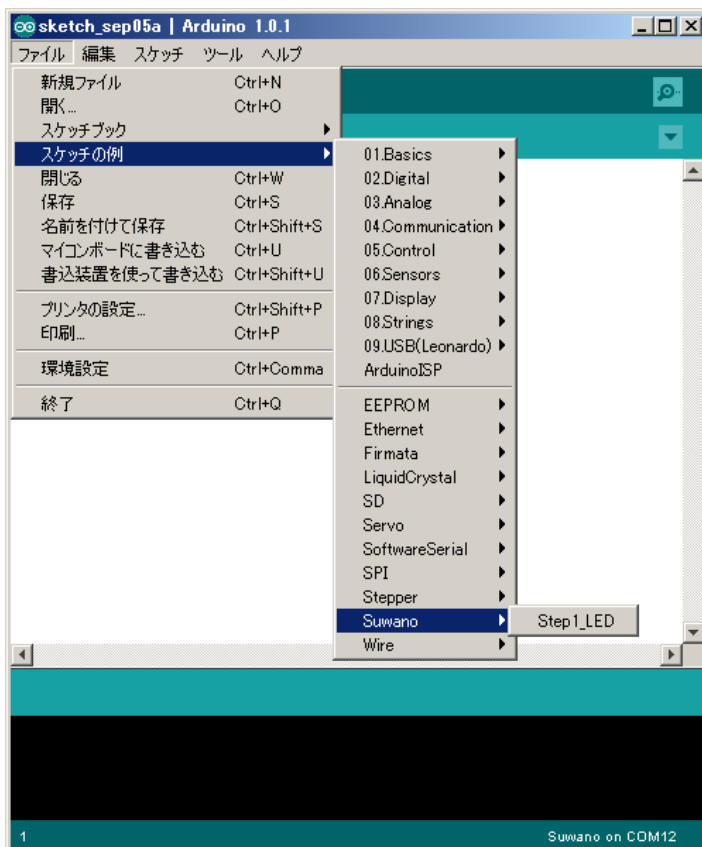 sketch_sep05a | Arduino 1.0.1
ファイル 編集 スケッチ ツール ヘルプ
新規ファイル Ctrl+N
開く... Ctrl+O
スケッチブック
スケッチの例
閉じる Ctrl+W
保存 Ctrl+S
名前を付けて保存 Ctrl+Shift+S
マイコンボードに書き込む Ctrl+U
書込装置を使って書き込む Ctrl+Shift+U
プリンタの設定... Ctrl+Shift+P
印刷... Ctrl+P
環境設定 Ctrl+Comma
終了 Ctrl+Q
01.Basics
02.Digital
03.Analog
04.Communication
05.Control
06.Sensors
07.Display
08.Strings
09.USB(Leonardo)
ArduinoISP
EEPROM
Ethernet
Firmata
LiquidCrystal
SD
Servo
SoftwareSerial
SPI
Stepper
Suwano
Wire
Step1_LED
1 Suwano on COM12